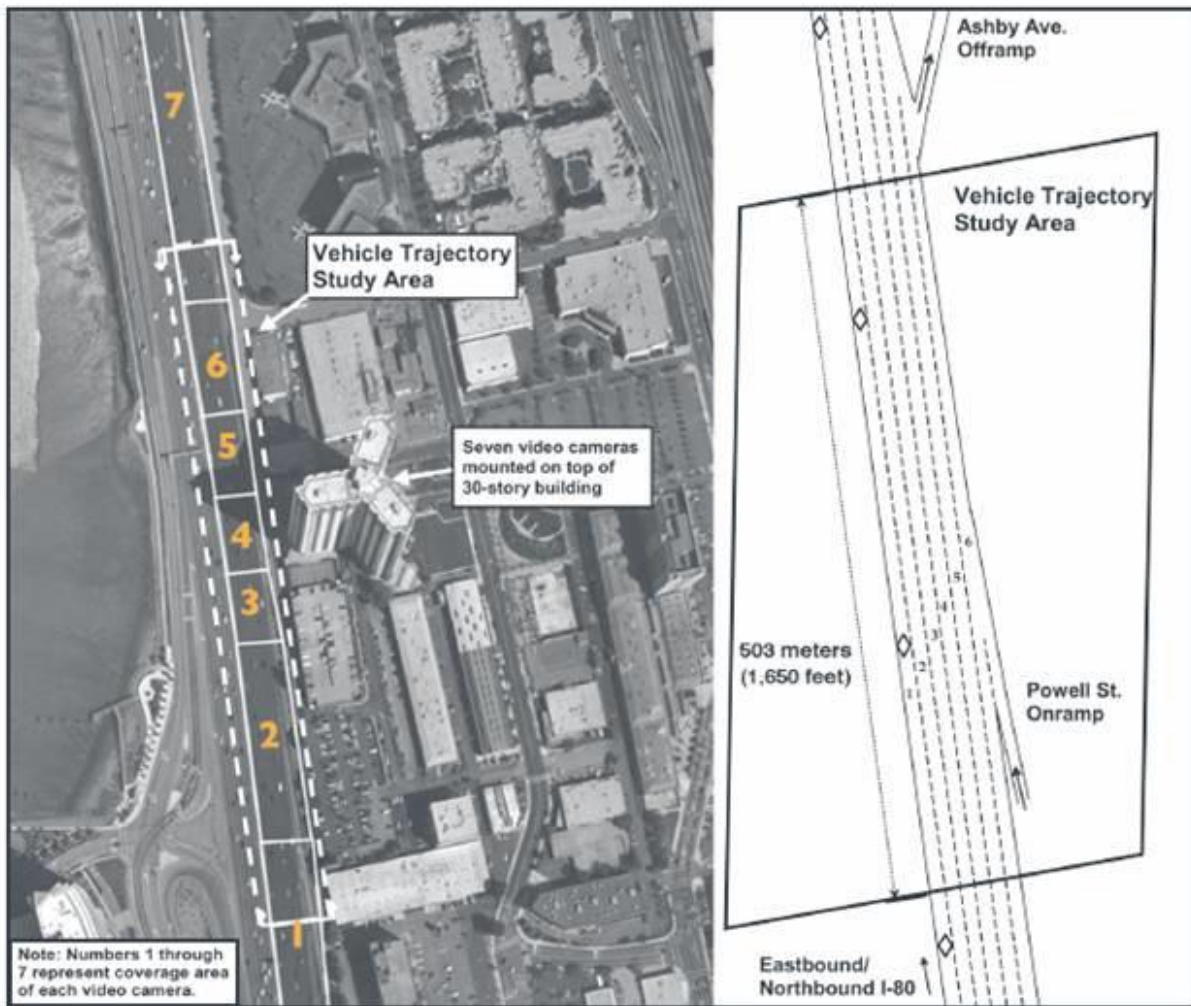 7
Vehicle Trajectory
Study Area
6
5
Seven video cameras
mounted on top of
30-story building
4
3
2
1
Note: Numbers 1 through
7 represent coverage area
of each video camera.
Ashby Ave.
Offramp
Vehicle Trajectory
Study Area
6
5
4
3
2
1
503 meters
(1,650 feet)
Powell St.
Onramp
Eastbound/
Northbound I-80